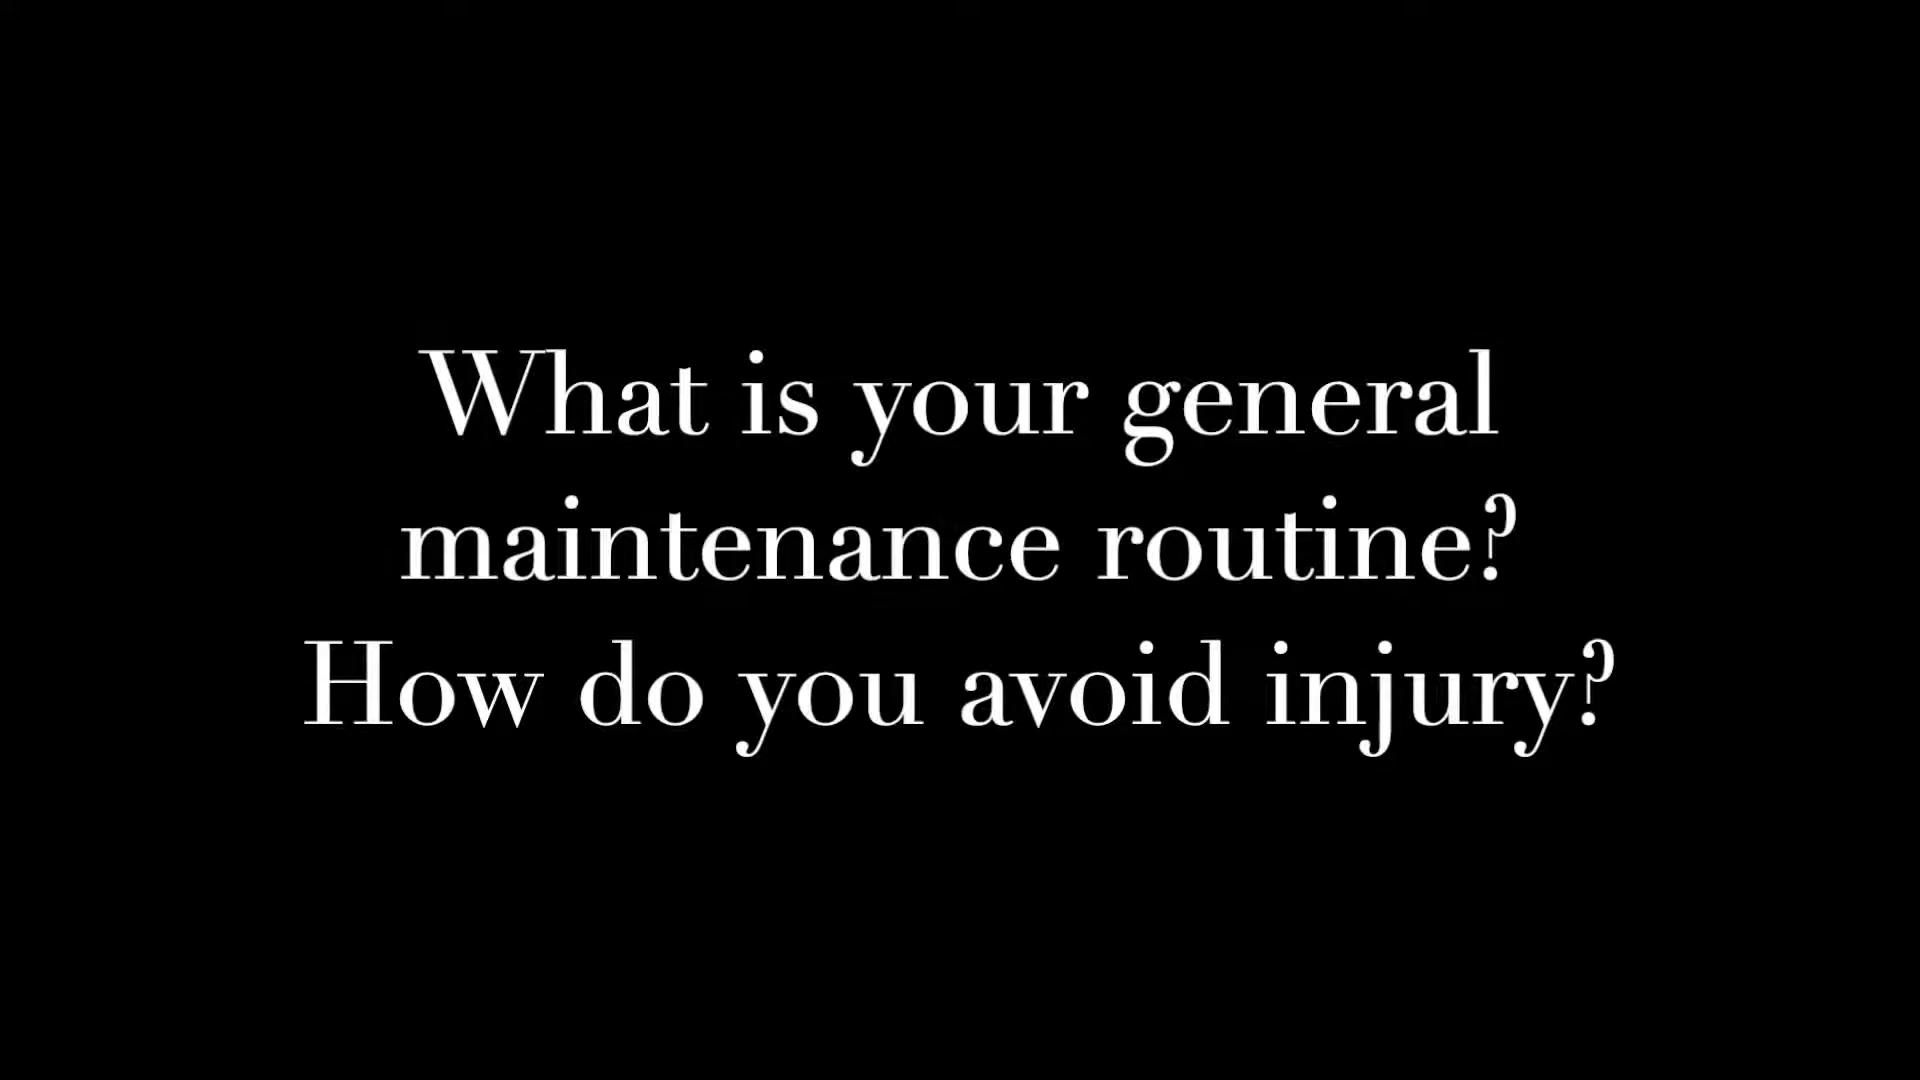 What is your general
maintenance routine?
How do you avoid injury?